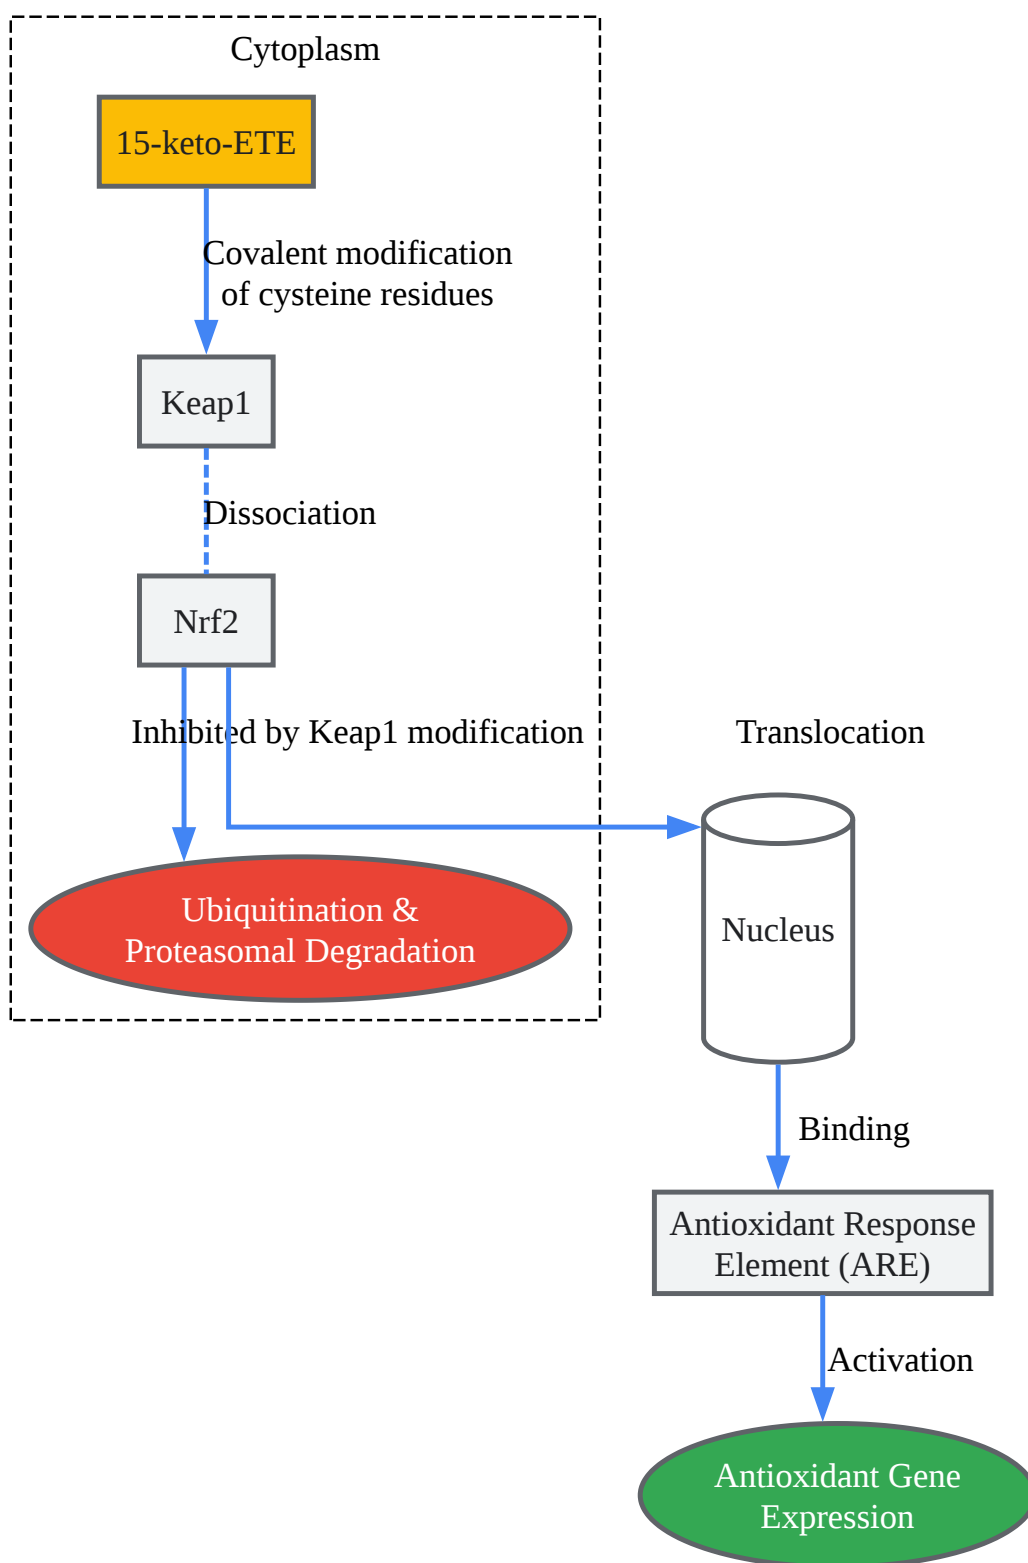 Cytoplasm
15-keto-ETE
Covalent modification
of cysteine residues
Keap1
Dissociation
Nrf2
Inhibited by Keap1 modification
Translocation
Ubiquitination &
Proteasomal Degradation
Nucleus
Binding
Antioxidant Response
Element (ARE)
Activation
Antioxidant Gene
Expression